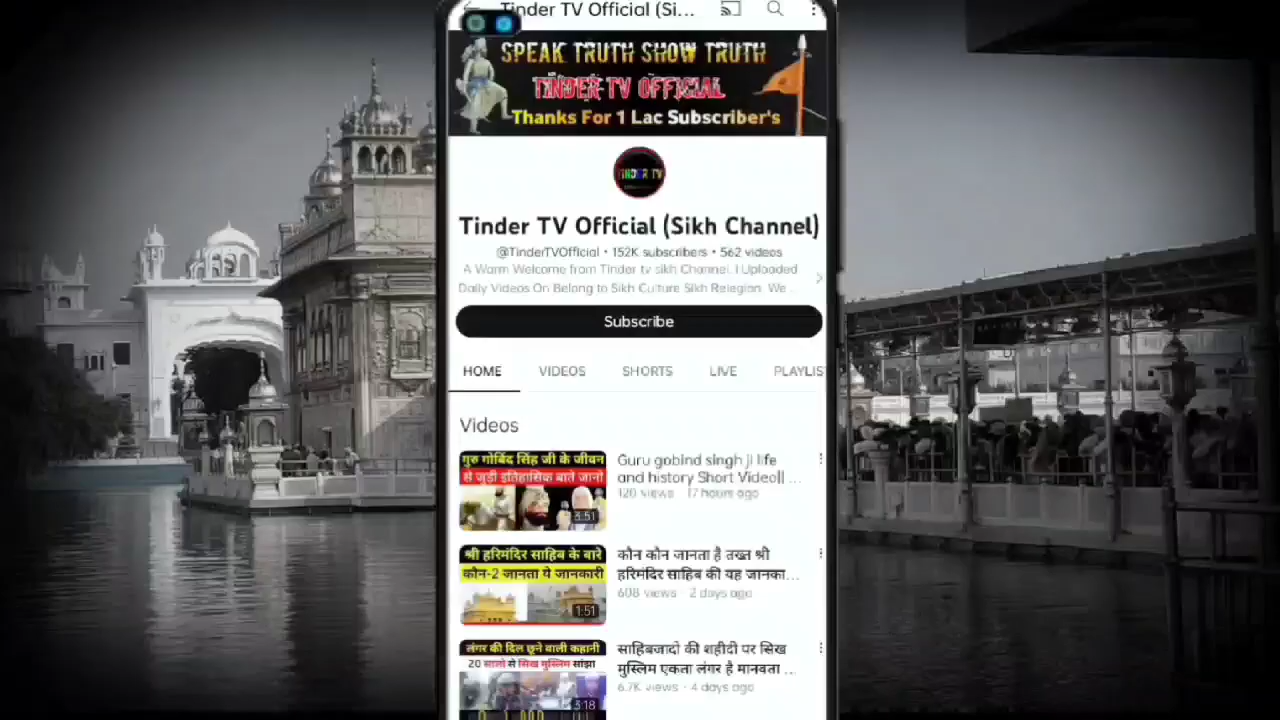 Tinder TV Official (Si...
SPEAK TRUTH SHOW TRUTH
TINDER TV OFFICIAL
Thanks For 1 Lac Subscriber's
TINDER TV
Tinder TV Official (Sikh Channel)
@TinderTVOfficial • 152K subscribers • 562 videos
A Warm Welcome from Tinder tv sikh Channel. I Uploaded
Daily Videos On Belong to Sikh Culture Sikh Relegion. We ...
Subscribe
HOME VIDEOS SHORTS LIVE PLAYLIS
Videos
गुरु गोबिंद सिंह जी के जीवन
से जुड़ी इतिहासिक बाते जानो
3:51
Guru gobind singh ji life
and history Short Video|| ...
120 views · 17 hours ago
श्री हरिमंदिर साहिब के बारे
कौन-2 जानता ये जानकारी
1:51
कौन कौन जानता है तख्त श्री
हरिमंदिर साहिब की यह जानका...
608 views · 2 days ago
लंगर की दिल छूने वाली कहानी
20 सालो से सिख मुस्लिम सांझा
3:18
साहिबजादो की शहीदी पर सिख
मुस्लिम एकता लंगर है मानवता ...
6.7K views · 4 days ago